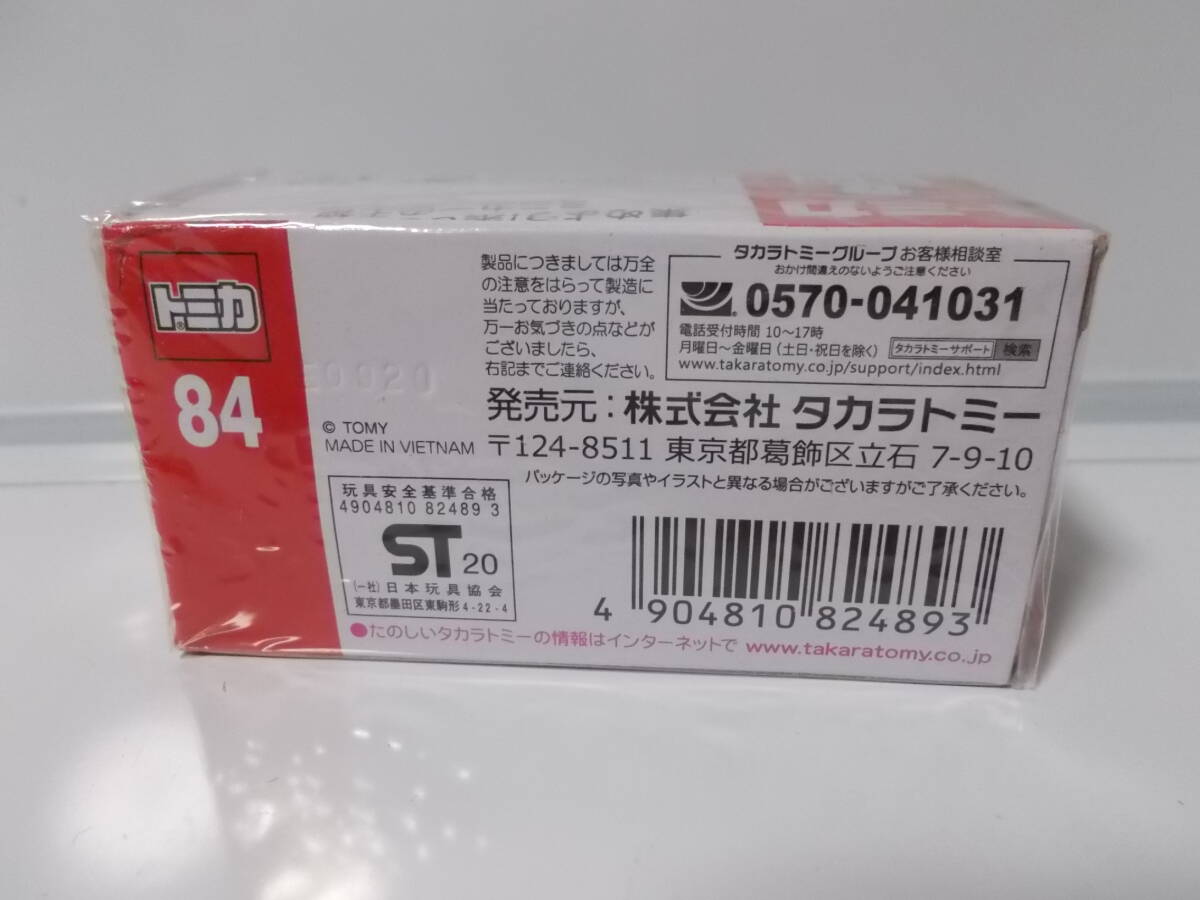 集めよう!
トミカ
トミカ
84
E0020
© TOMY
MADE IN VIETNAM
製品につきましては万全
の注意をはらって製造に
当たっておりますが、
万一お気づきの点などが
ございましたら、
右記までご連絡ください。
タカラトミーグループお客様相談室
おかけ間違えのないようご注意ください
0570-041031
電話受付時間 10〜17時
月曜日〜金曜日(土日・祝日を除く) タカラトミーサポート 検索
www.takaratomy.co.jp/support/index.html
発売元:株式会社 タカラトミー
〒124-8511 東京都葛飾区立石 7-9-10
パッケージの写真やイラストと異なる場合がございますがご了承ください。
玩具安全基準合格
4904810 82489 3
ST 20
(一社)日本玩具協会
東京都墨田区東駒形4-22-4
4 904810 824893
●たのしいタカラトミーの情報はインターネットで www.takaratomy.co.jp